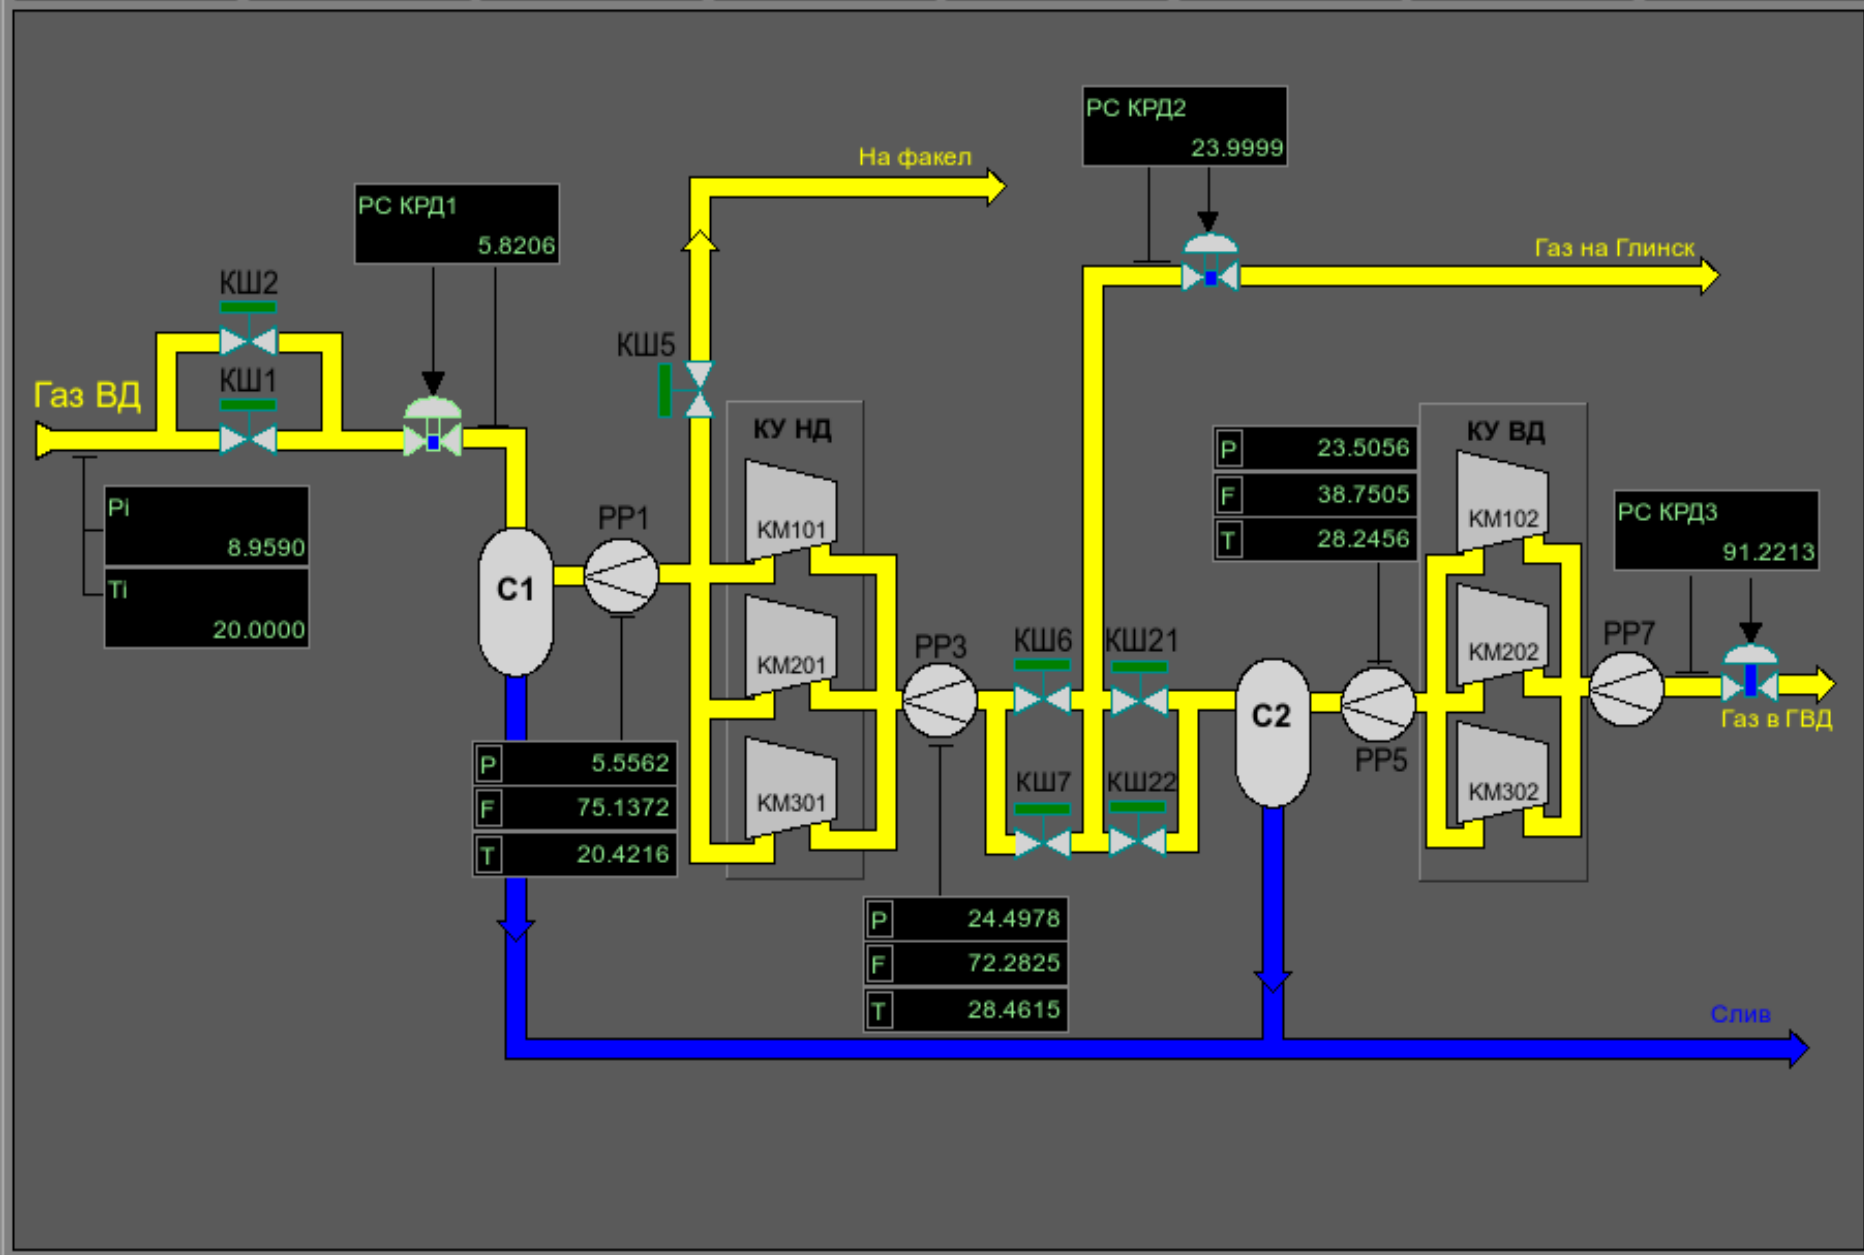 РС КРД2
23.9999
На факел
РС КРД1
5.8206
Газ на Глинск
КШ2
КШ5
КШ1
Газ ВД
КУ НД
КУ ВД
P 23.5056
F 38.7505
T 28.2456
Pi
8.9590
Ti
20.0000
РС КРД3
91.2213
PP1
KM101
KM102
C1
KM201
KM202
PP3
КШ6
КШ21
PP7
C2
Газ в ГВД
PP5
P 5.5562
F 75.1372
T 20.4216
KM301
КШ7
КШ22
KM302
P 24.4978
F 72.2825
T 28.4615
Слив